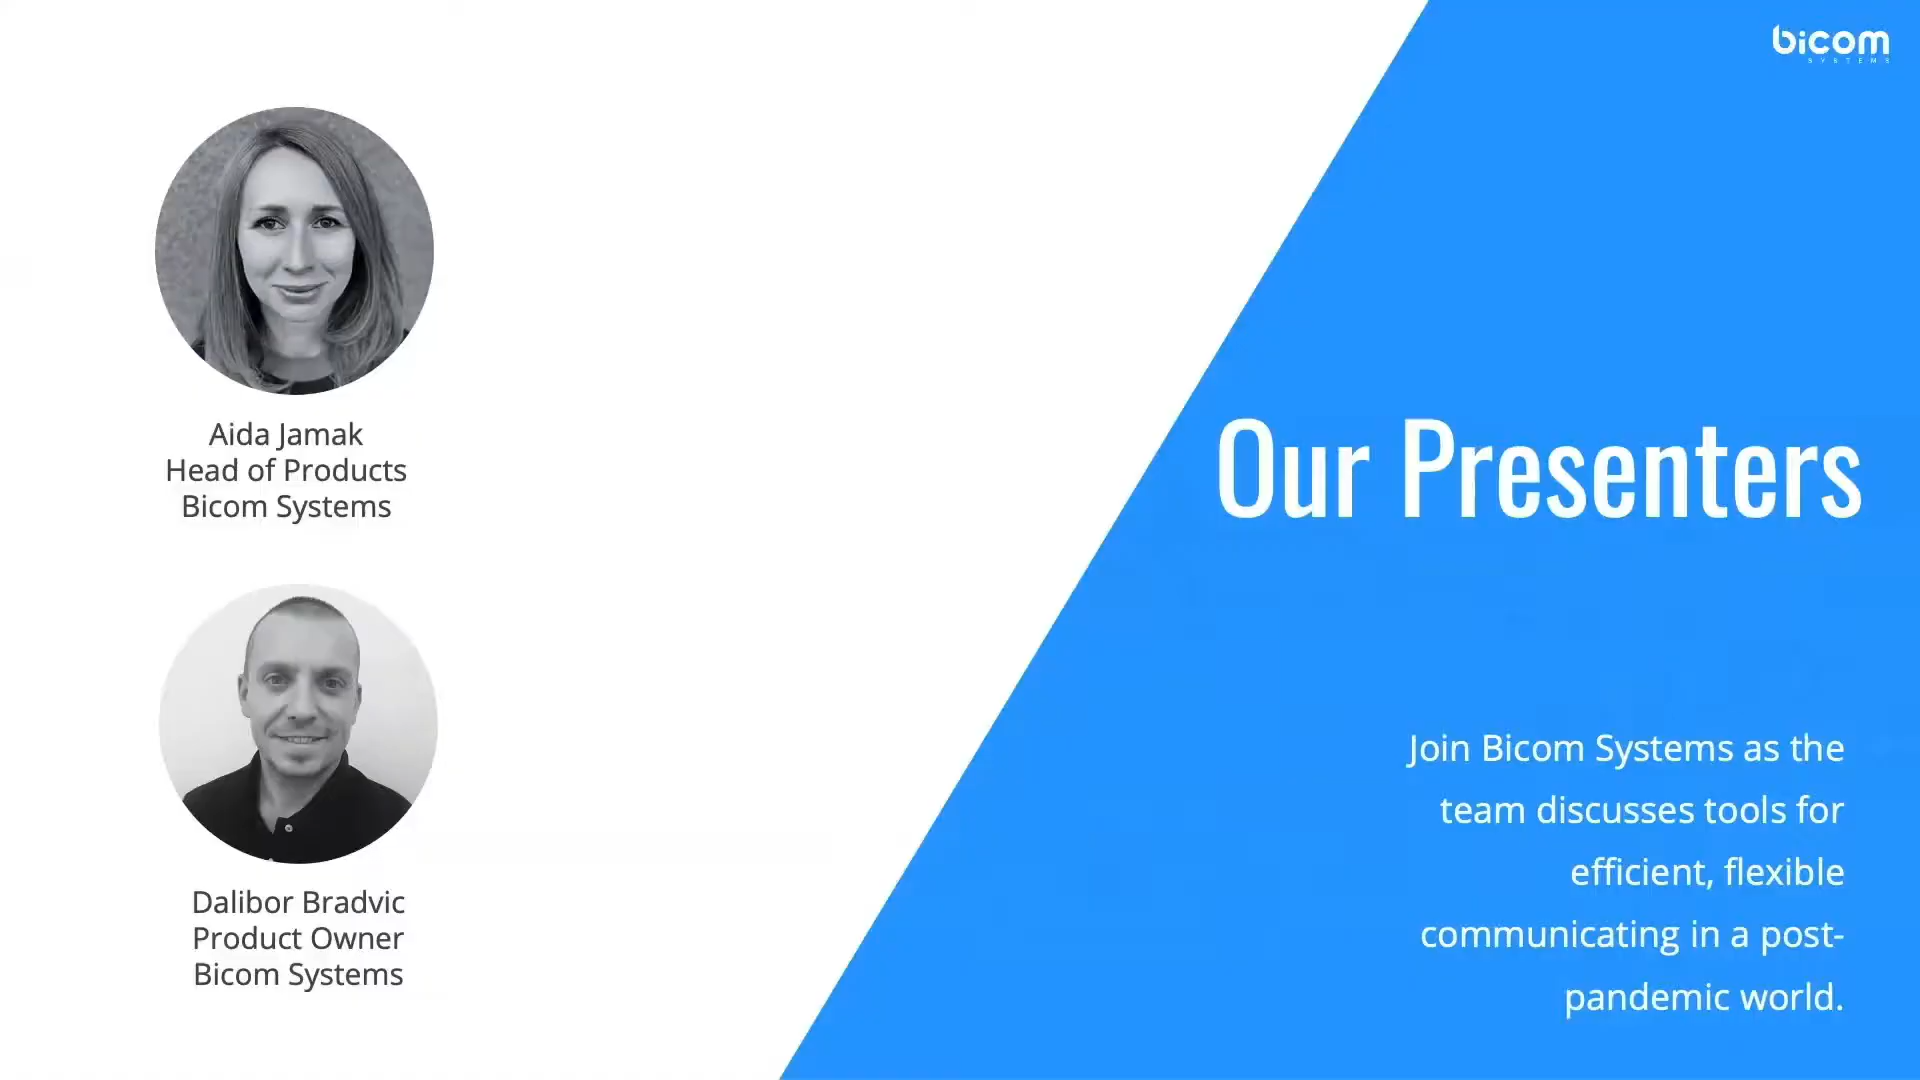 bicom
SYSTEMS
Aida Jamak
Head of Products
Bicom Systems
Our Presenters
Dalibor Bradvic
Product Owner
Bicom Systems
Join Bicom Systems as the
team discusses tools for
efficient, flexible
communicating in a post-
pandemic world.